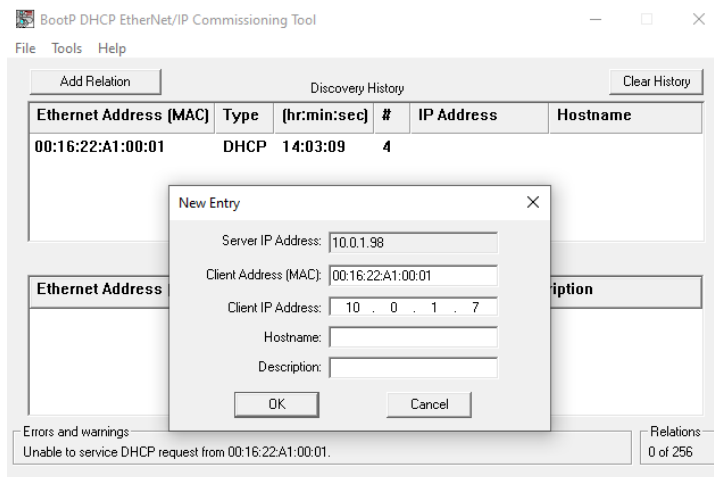 BootP DHCP EtherNet/IP Commissioning Tool
File Tools Help
Add Relation
Discovery History
Clear History
Ethernet Address (MAC) Type (hr:min:sec) # IP Address Hostname
00:16:22:A1:00:01 DHCP 14:03:09 4
New Entry
Server IP Address: 10.0.1.98
Client Address (MAC): 00:16:22:A1:00:01
Client IP Address: 10 . 0 . 1 . 7
Hostname:
Description:
OK Cancel
Ethernet Address
Errors and warnings
Unable to service DHCP request from 00:16:22:A1:00:01.
Relations
0 of 256